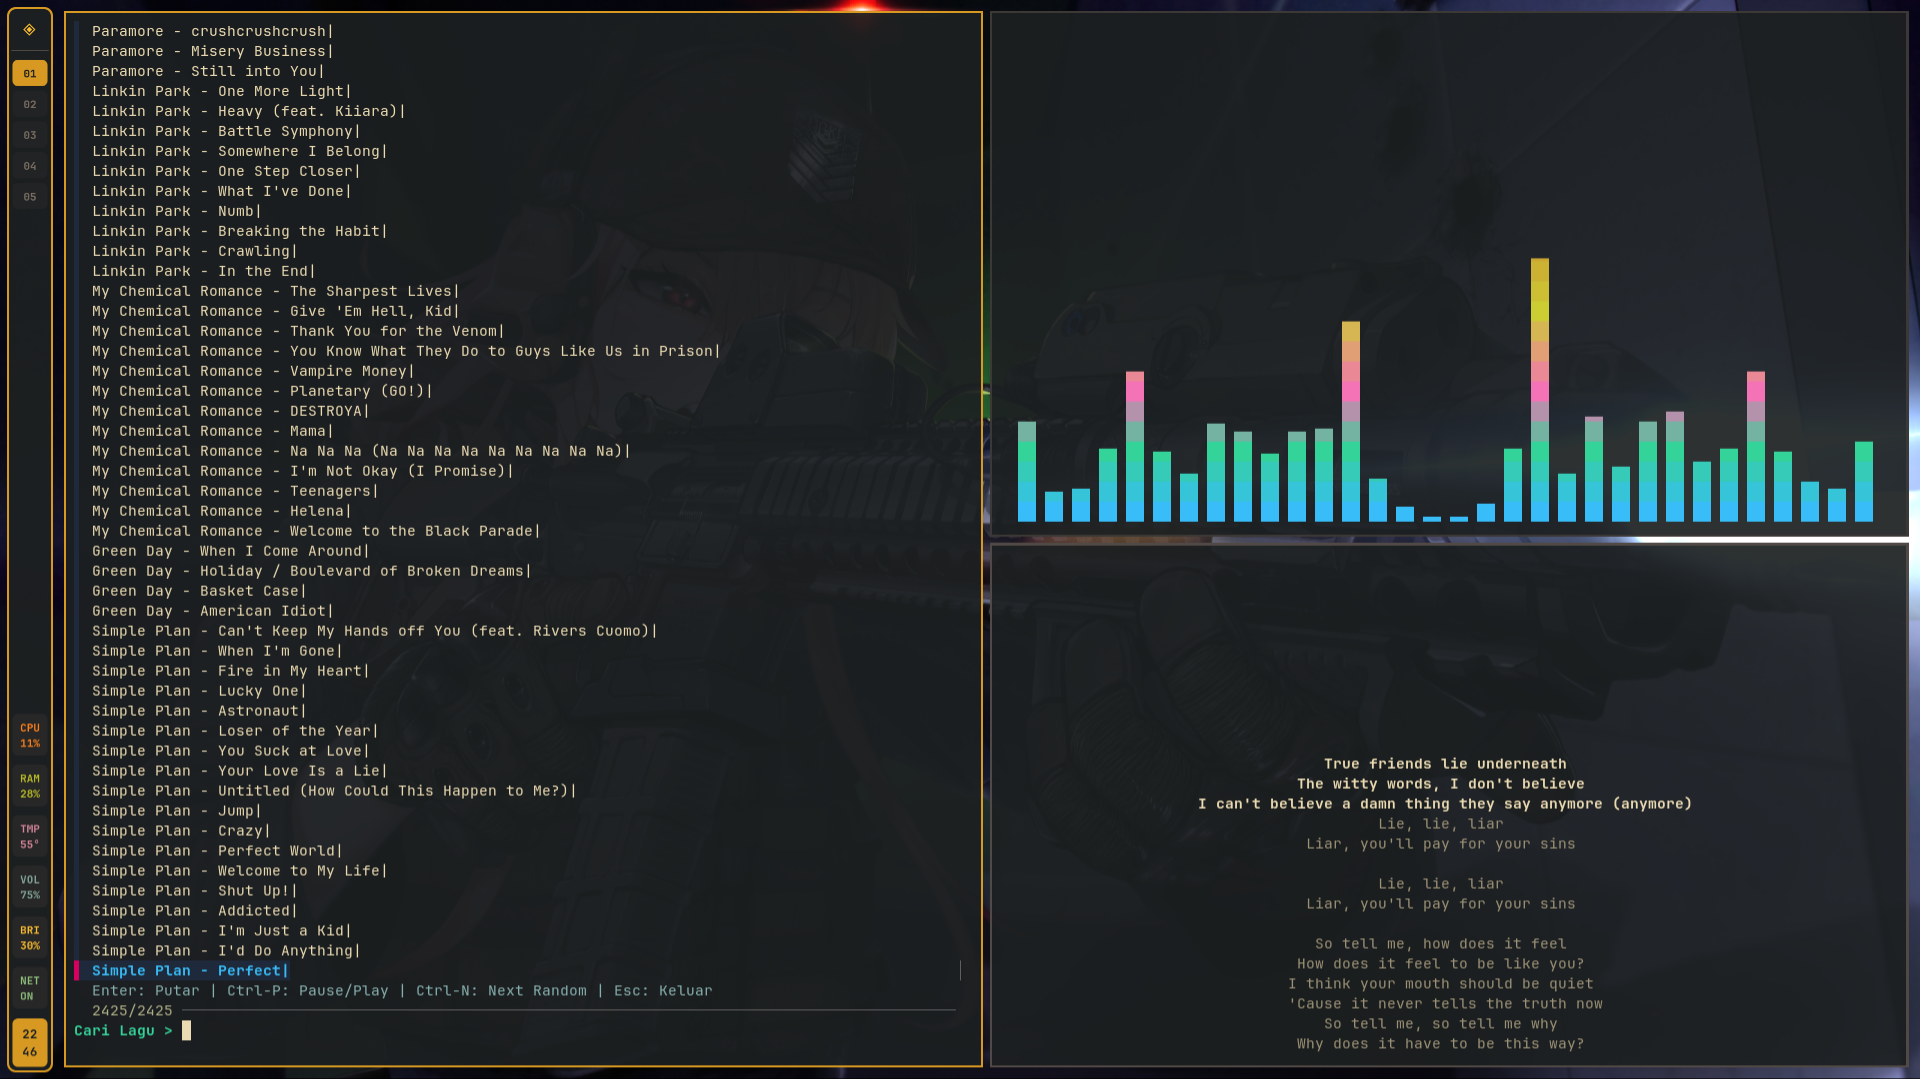 01
02
03
04
05
CPU
11%
RAM
28%
TMP
55°
VOL
75%
BRI
30%
NET
ON
22
46
Paramore - crushcrushcrush|
Paramore - Misery Business|
Paramore - Still into You|
Linkin Park - One More Light|
Linkin Park - Heavy (feat. Kiiara)|
Linkin Park - Battle Symphony|
Linkin Park - Somewhere I Belong|
Linkin Park - One Step Closer|
Linkin Park - What I've Done|
Linkin Park - Numb|
Linkin Park - Breaking the Habit|
Linkin Park - Crawling|
Linkin Park - In the End|
My Chemical Romance - The Sharpest Lives|
My Chemical Romance - Give 'Em Hell, Kid|
My Chemical Romance - Thank You for the Venom|
My Chemical Romance - You Know What They Do to Guys Like Us in Prison|
My Chemical Romance - Vampire Money|
My Chemical Romance - Planetary (GO!)|
My Chemical Romance - DESTROYA|
My Chemical Romance - Mama|
My Chemical Romance - Na Na Na (Na Na Na Na Na Na Na Na Na)|
My Chemical Romance - I'm Not Okay (I Promise)|
My Chemical Romance - Teenagers|
My Chemical Romance - Helena|
My Chemical Romance - Welcome to the Black Parade|
Green Day - When I Come Around|
Green Day - Holiday / Boulevard of Broken Dreams|
Green Day - Basket Case|
Green Day - American Idiot|
Simple Plan - Can't Keep My Hands off You (feat. Rivers Cuomo)|
Simple Plan - When I'm Gone|
Simple Plan - Fire in My Heart|
Simple Plan - Lucky One|
Simple Plan - Astronaut|
Simple Plan - Loser of the Year|
Simple Plan - You Suck at Love|
Simple Plan - Your Love Is a Lie|
Simple Plan - Untitled (How Could This Happen to Me?)|
Simple Plan - Jump|
Simple Plan - Crazy|
Simple Plan - Perfect World|
Simple Plan - Welcome to My Life|
Simple Plan - Shut Up!|
Simple Plan - Addicted|
Simple Plan - I'm Just a Kid|
Simple Plan - I'd Do Anything|
Simple Plan - Perfect|
Enter: Putar | Ctrl-P: Pause/Play | Ctrl-N: Next Random | Esc: Keluar
2425/2425
Cari Lagu >
True friends lie underneath
The witty words, I don't believe
I can't believe a damn thing they say anymore (anymore)
Lie, lie, liar
Liar, you'll pay for your sins
Lie, lie, liar
Liar, you'll pay for your sins
So tell me, how does it feel
How does it feel to be like you?
I think your mouth should be quiet
'Cause it never tells the truth now
So tell me, so tell me why
Why does it have to be this way?